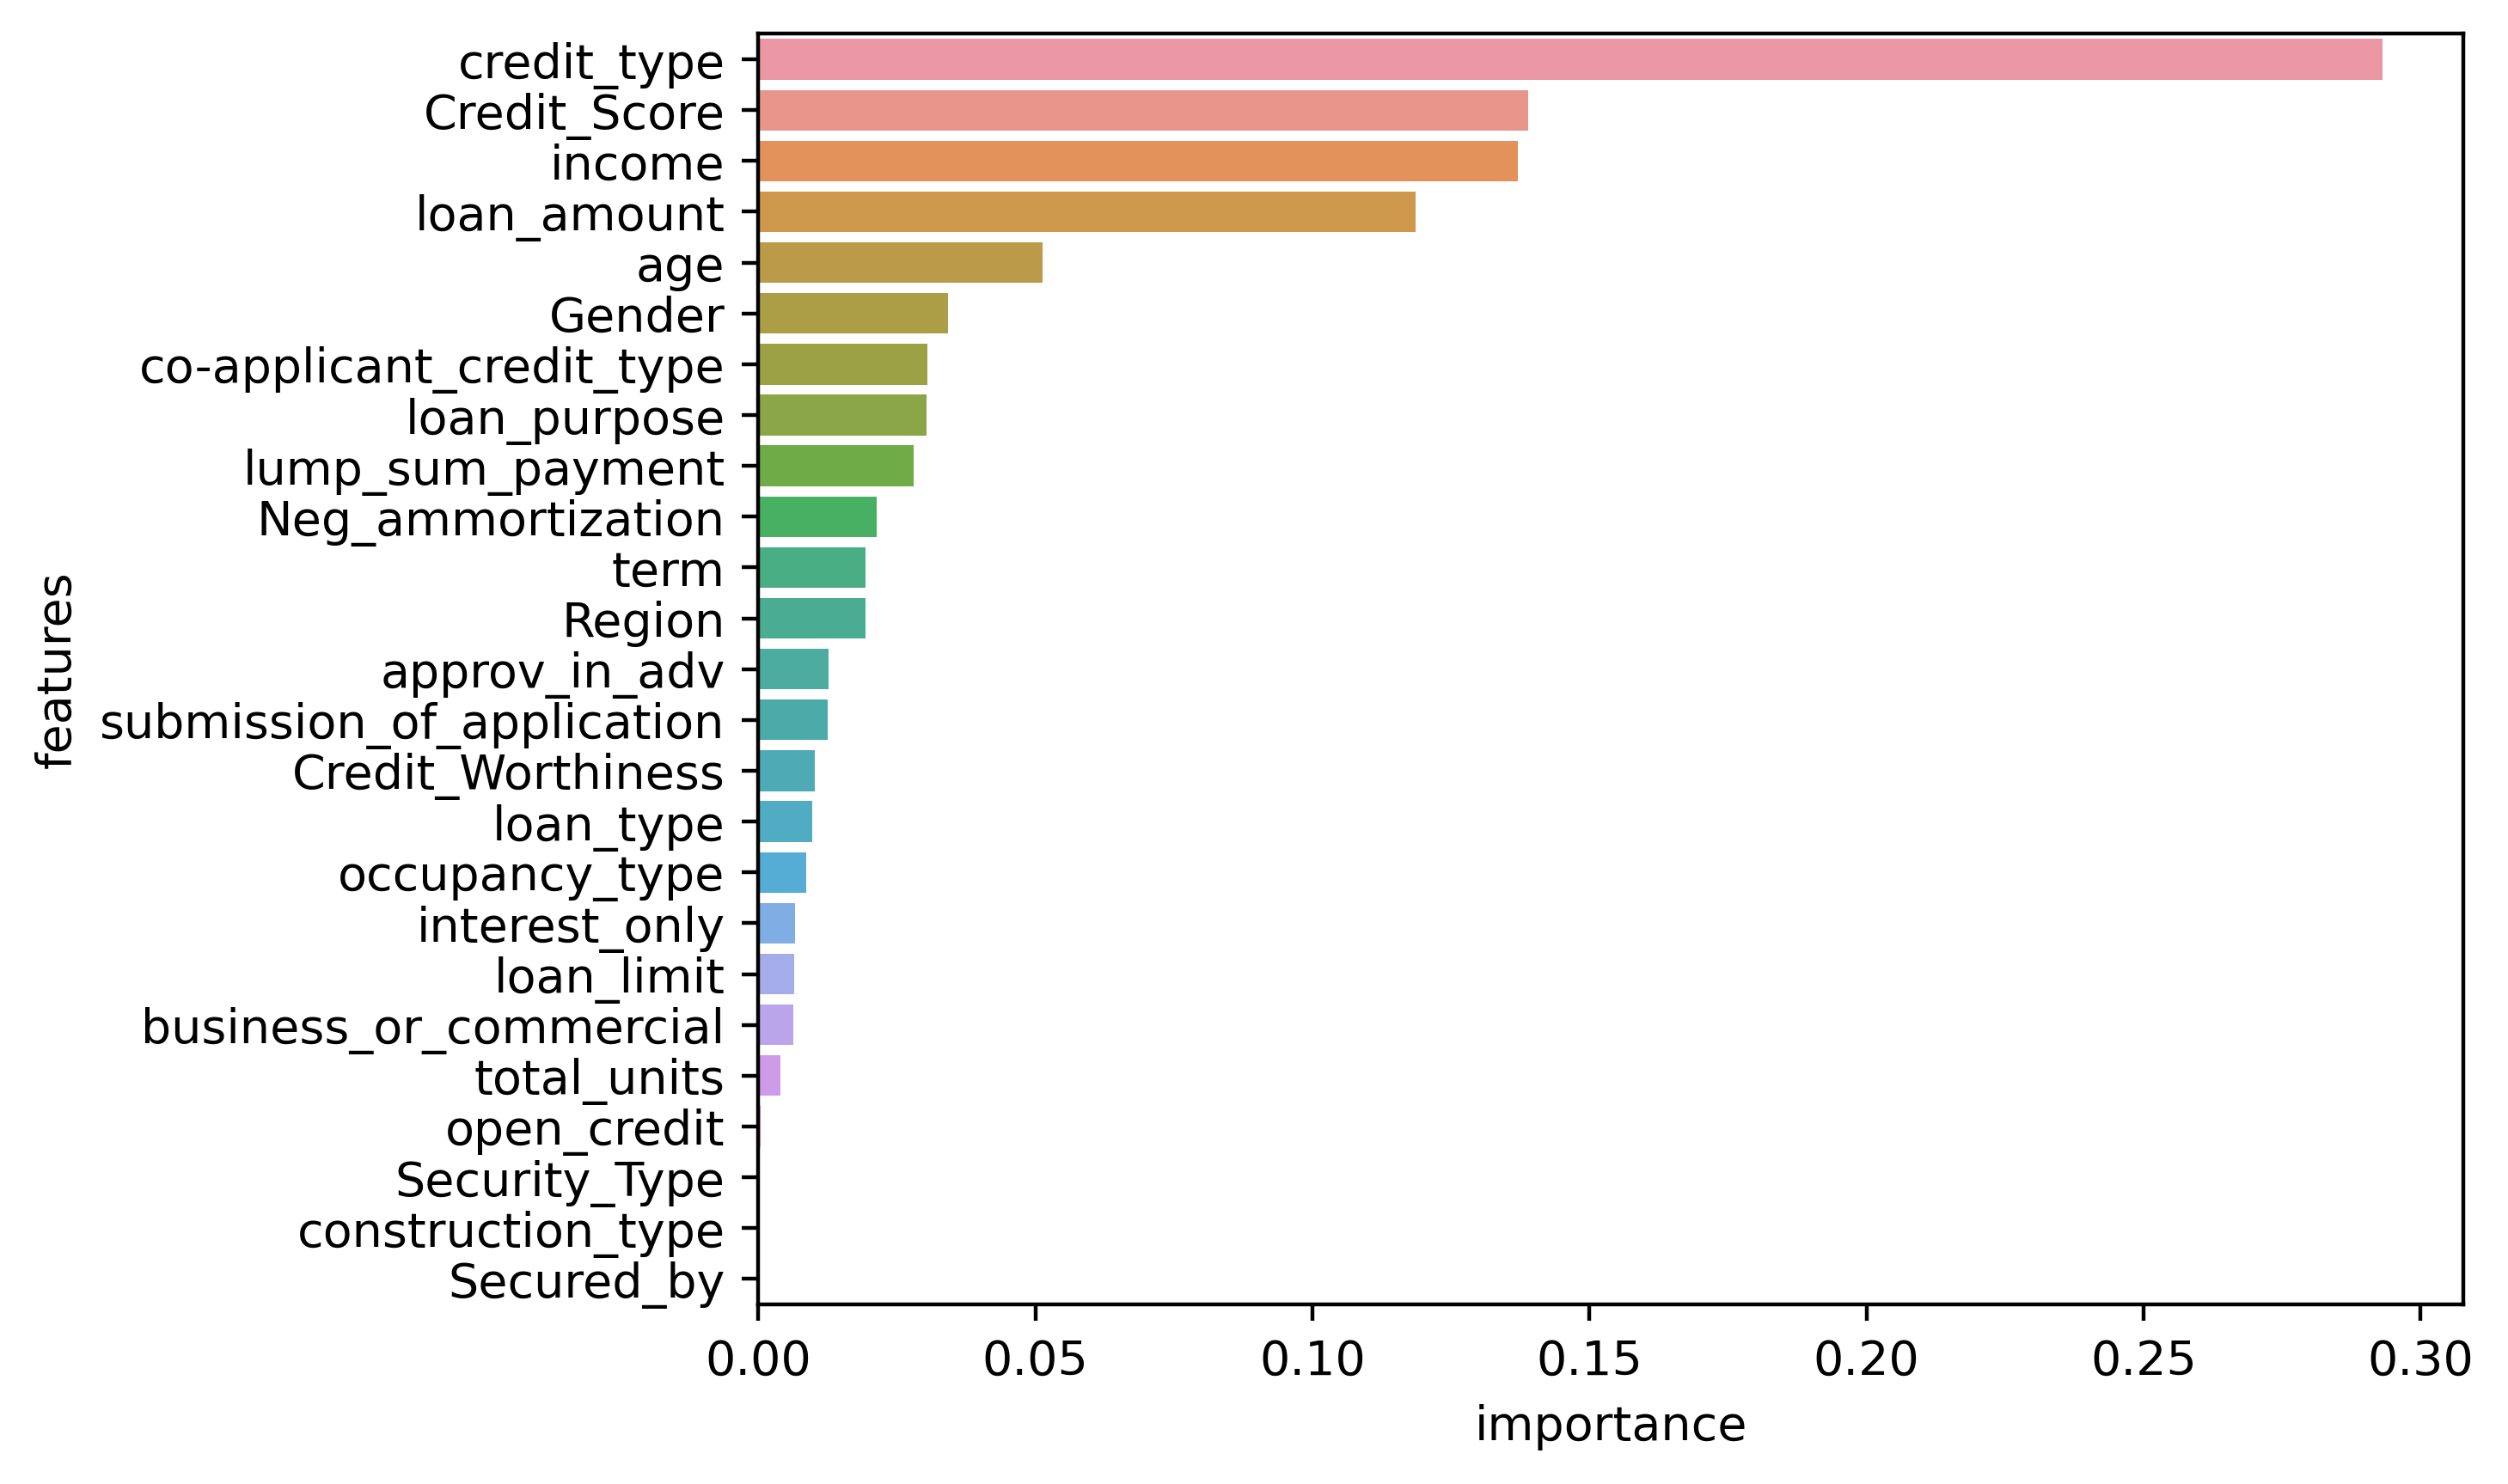 credit_type
Credit_Score
income
loan_amount
age
Gender
co-applicant_credit_type
loan_purpose
lump_sum_payment
Neg_ammortization
term
Region
approv_in_adv
submission_of_application
Credit_Worthiness
loan_type
occupancy_type
interest_only
loan_limit
business_or_commercial
total_units
open_credit
Security_Type
construction_type
Secured_by
features
0.00 0.05 0.10 0.15 0.20 0.25 0.30
importance